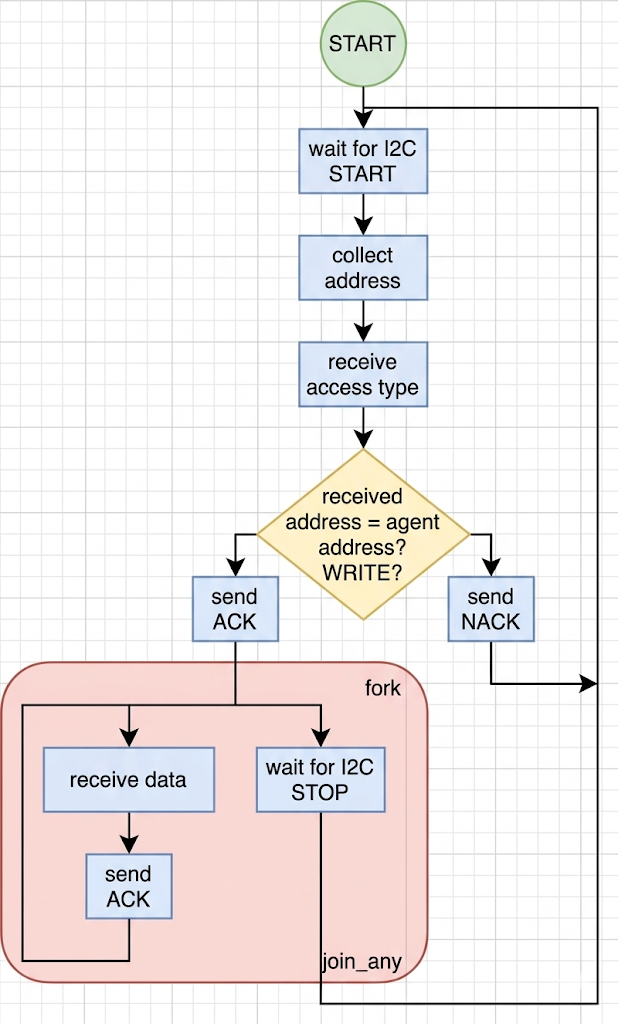 START
wait for I2C
START
collect
address
receive
access type
received
address = agent
address?
WRITE?
send
ACK
send
NACK
fork
receive data
wait for I2C
STOP
send
ACK
join_any